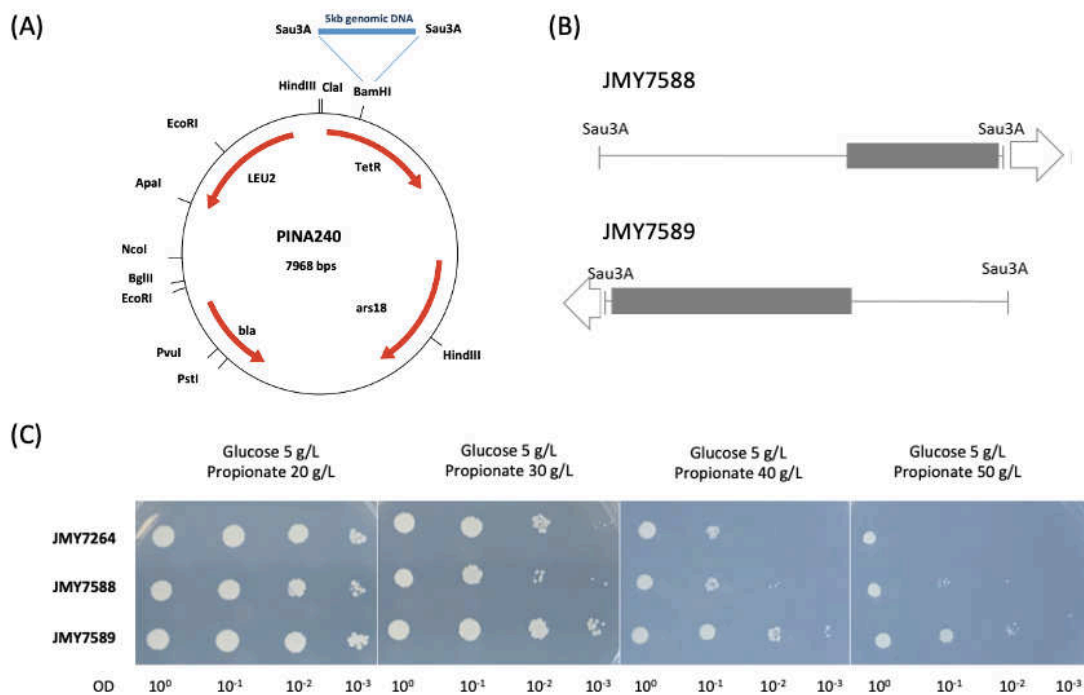 (A)
5kb genomic DNA
Sau3A
Sau3A
HindIII
ClaI
BamHI
EcoRI
LEU2
TetR
ApaI
PINA240
7968 bps
NcoI
BglII
EcoRI
bla
ars18
PvuI
PstI
HindIII
(B)
JMY7588
Sau3A
Sau3A
JMY7589
Sau3A
Sau3A
(C)
Glucose 5 g/L
Propionate 20 g/L
Glucose 5 g/L
Propionate 30 g/L
Glucose 5 g/L
Propionate 40 g/L
Glucose 5 g/L
Propionate 50 g/L
JMY7264
JMY7588
JMY7589
OD 10⁰ 10⁻¹ 10⁻² 10⁻³ 10⁰ 10⁻¹ 10⁻² 10⁻³ 10⁰ 10⁻¹ 10⁻² 10⁻³ 10⁰ 10⁻¹ 10⁻² 10⁻³